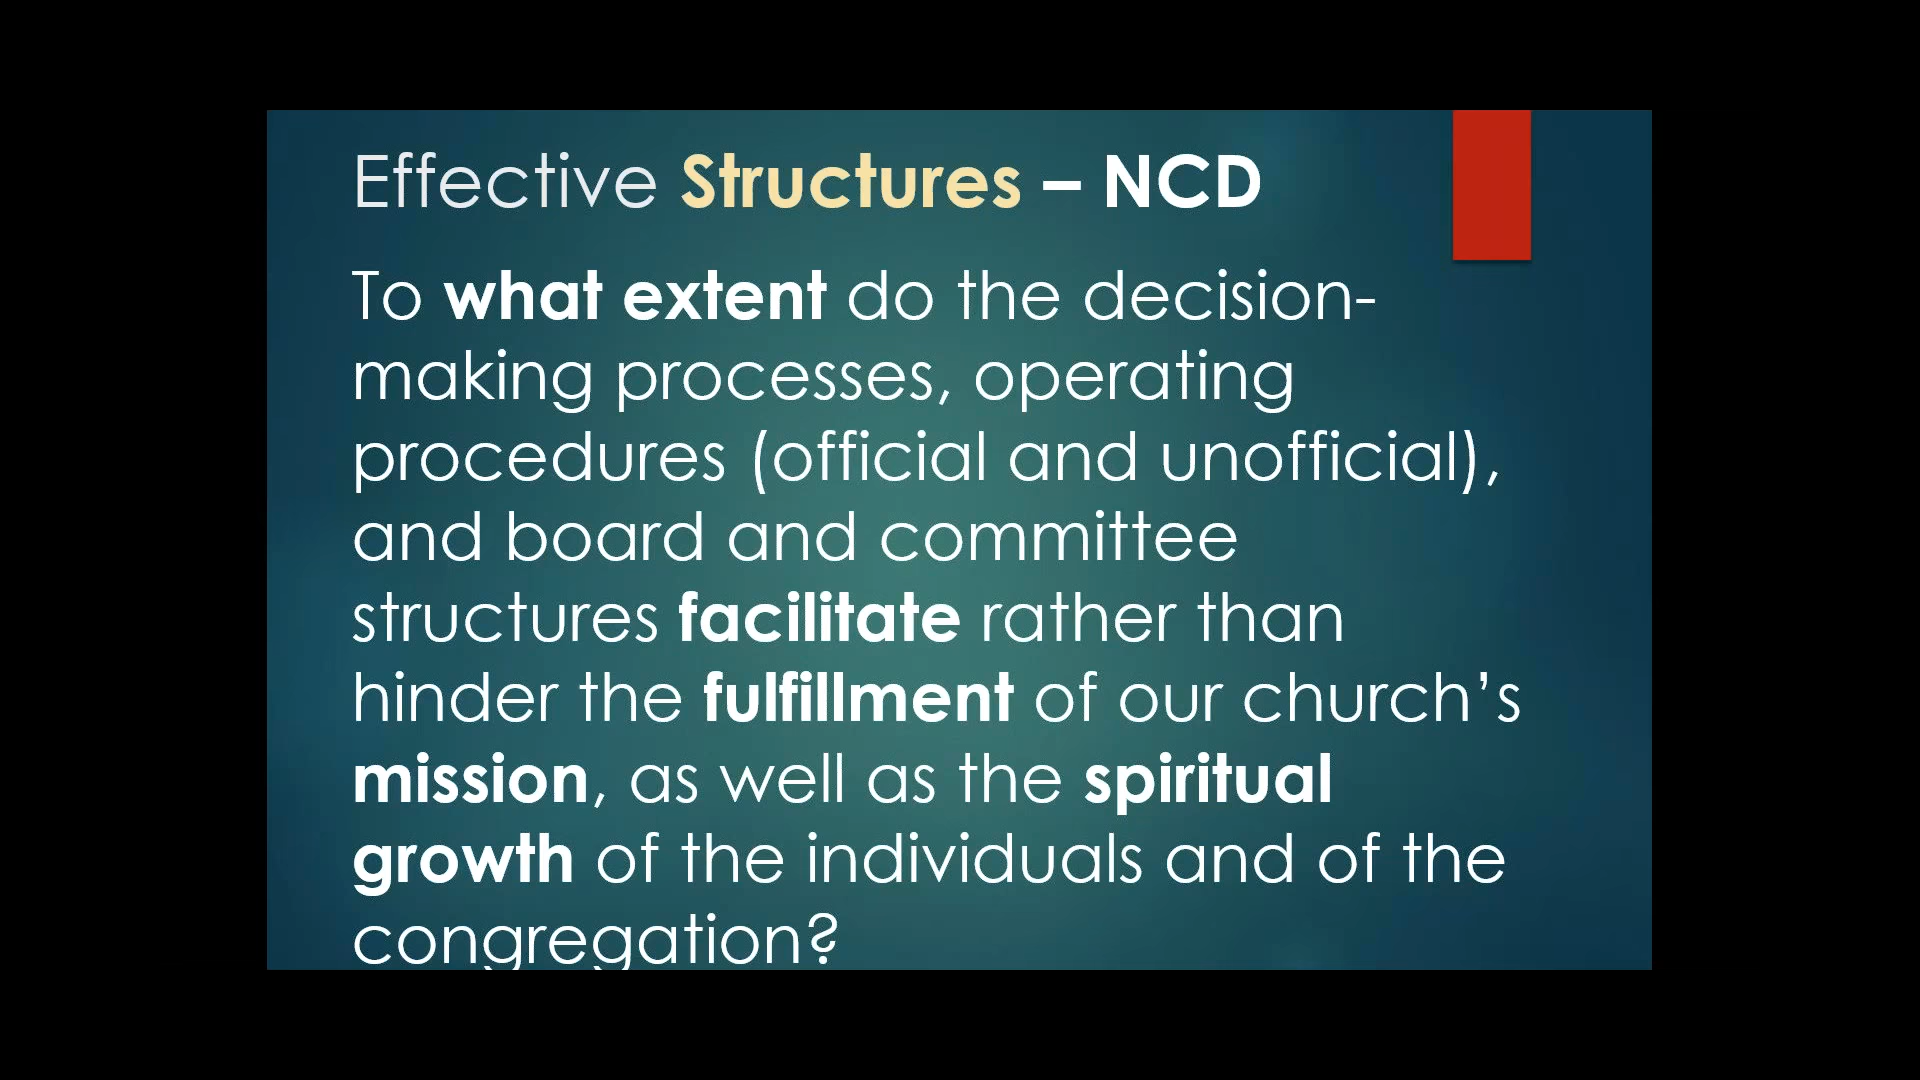 Effective Structures – NCD
To what extent do the decision-
making processes, operating
procedures (official and unofficial),
and board and committee
structures facilitate rather than
hinder the fulfillment of our church’s
mission, as well as the spiritual
growth of the individuals and of the
congregation?